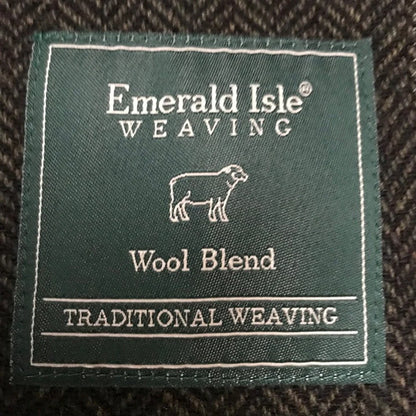 Emerald Isle®
WEAVING
Wool Blend
TRADITIONAL WEAVING